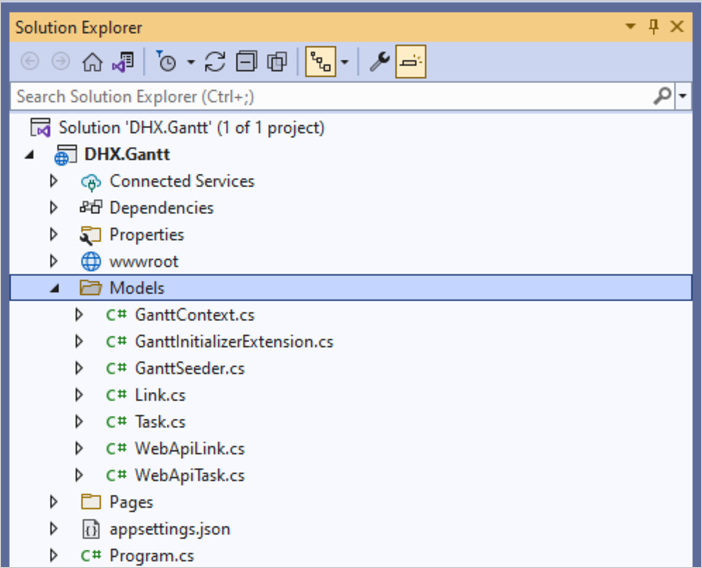 Solution Explorer
Search Solution Explorer (Ctrl+;)
Solution 'DHX.Gantt' (1 of 1 project)
DHX.Gantt
Connected Services
Dependencies
Properties
wwwroot
Models
C# GanttContext.cs
C# GanttInitializerExtension.cs
C# GanttSeeder.cs
C# Link.cs
C# Task.cs
C# WebApiLink.cs
C# WebApiTask.cs
Pages
appsettings.json
C# Program.cs